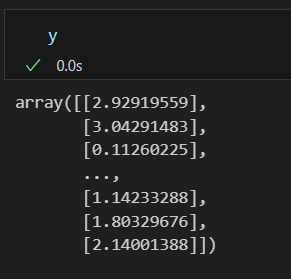 y
0.0s
array([[2.92919559],
[3.04291483],
[0.11260225],
...,
[1.14233288],
[1.80329676],
[2.14001388]])